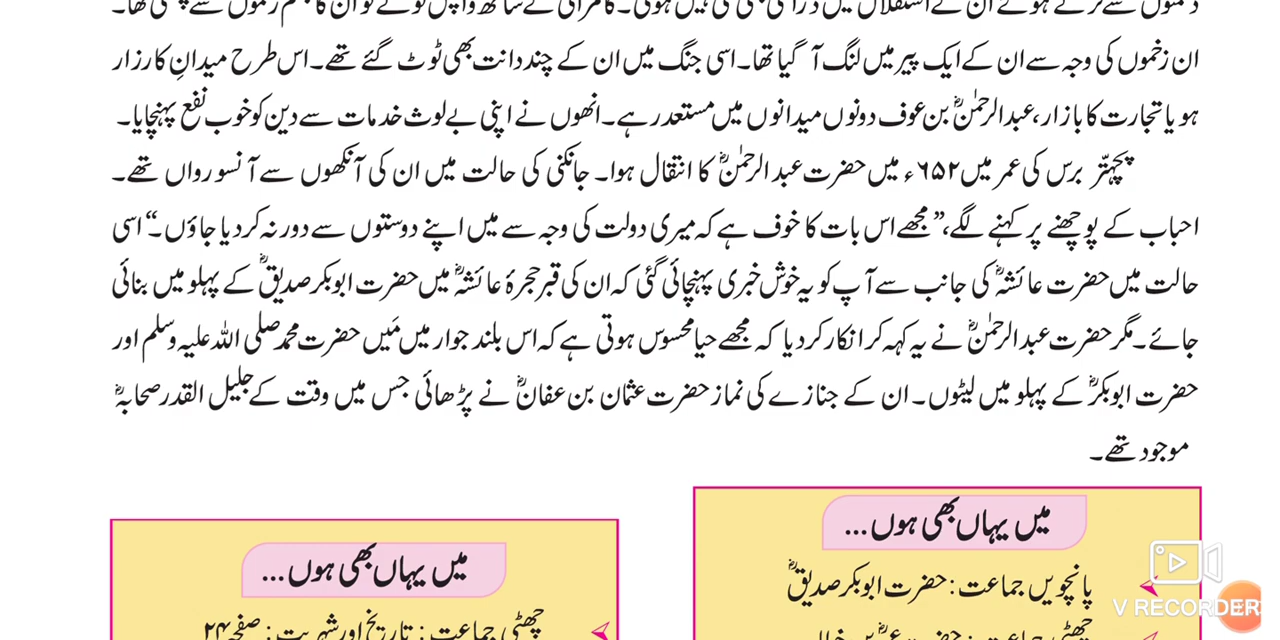 ان زخموں کی وجہ سے ان کے ایک پیر میں لنگ آ گیا تھا۔ اسی جنگ میں ان کے چند دانت بھی ٹوٹ گئے تھے۔ اس طرح میدانِ کارزار
ہو یا تجارت کا بازار، عبدالرحمٰنؓ بن عوف دونوں میدانوں میں مستعد رہے۔ انھوں نے اپنی بے لوث خدمات سے دین کو خوب نفع پہنچایا۔
پچہتّر برس کی عمر میں ۶۵۲ء میں حضرت عبدالرحمٰنؓ کا انتقال ہوا۔ جانکنی کی حالت میں ان کی آنکھوں سے آنسو رواں تھے۔
احباب کے پوچھنے پر کہنے لگے، ”مجھے اس بات کا خوف ہے کہ میری دولت کی وجہ سے میں اپنے دوستوں سے دور نہ کر دیا جاؤں۔“ اسی
حالت میں حضرت عائشہؓ کی جانب سے آپ کو یہ خوش خبری پہنچائی گئی کہ ان کی قبر حجرۂ عائشہؓ میں حضرت ابوبکر صدیقؓ کے پہلو میں بنائی
جائے۔ مگر حضرت عبدالرحمٰنؓ نے یہ کہہ کر انکار کر دیا کہ مجھے حیا محسوس ہوتی ہے کہ اس بلند جوار میں مَیں حضرت محمد صلی اللہ علیہ وسلم اور
حضرت ابوبکرؓ کے پہلو میں لیٹوں۔ ان کے جنازے کی نماز حضرت عثمان بن عفانؓ نے پڑھائی جس میں وقت کے جلیل القدر صحابہؓ
موجود تھے۔
میں یہاں بھی ہوں...
پانچویں جماعت : حضرت ابوبکر صدیقؓ
میں یہاں بھی ہوں...
چھٹی جماعت : تاریخ اور شہریت : صفحہ ۲۴
V RECORDER